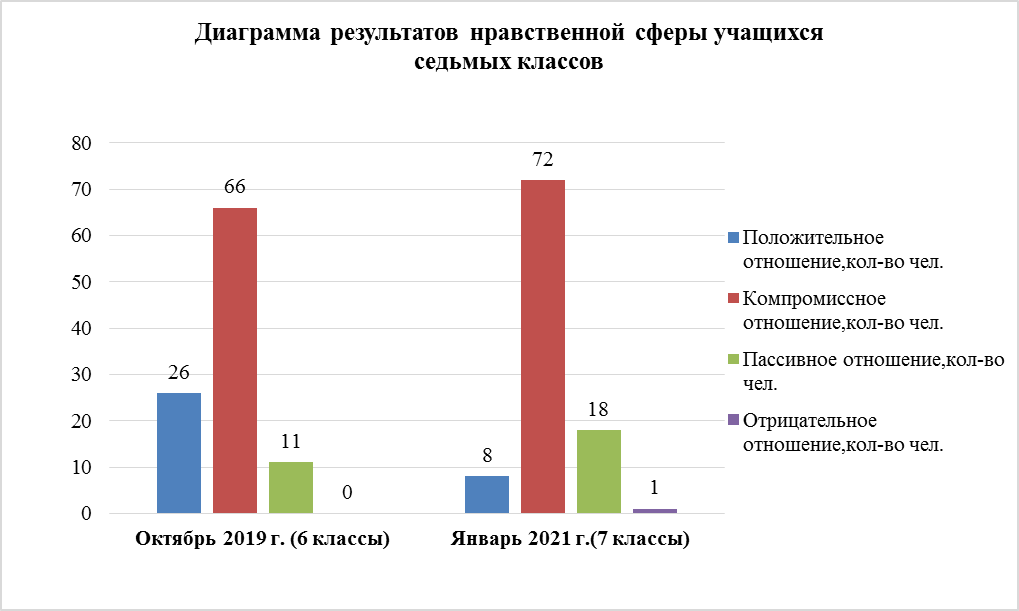 Диаграмма результатов нравственной сферы учащихся
седьмых классов
80
70
60
50
40
30
20
10
0
26
66
11
0
8
72
18
1
Октябрь 2019 г. (6 классы)
Январь 2021 г.(7 классы)
Положительное
отношение,кол-во чел.
Компромиссное
отношение,кол-во чел.
Пассивное отношение,кол-во
чел.
Отрицательное
отношение,кол-во чел.